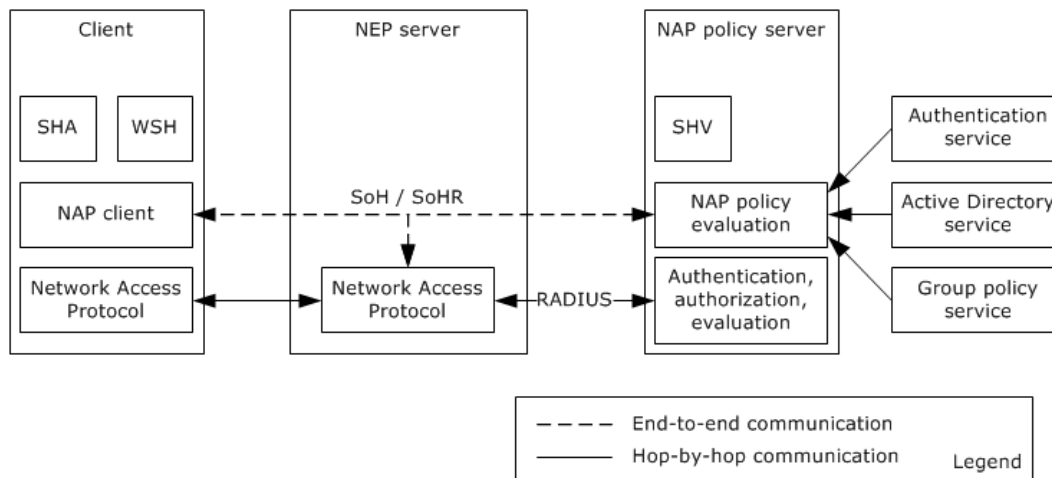 Client
NEP server
NAP policy server
SHA
WSH
SHV
Authentication
service
SoH / SoHR
NAP client
NAP policy
evaluation
Active Directory
service
Network Access
Protocol
Network Access
Protocol
RADIUS
Authentication,
authorization,
evaluation
Group policy
service
End-to-end communication
Hop-by-hop communication
Legend